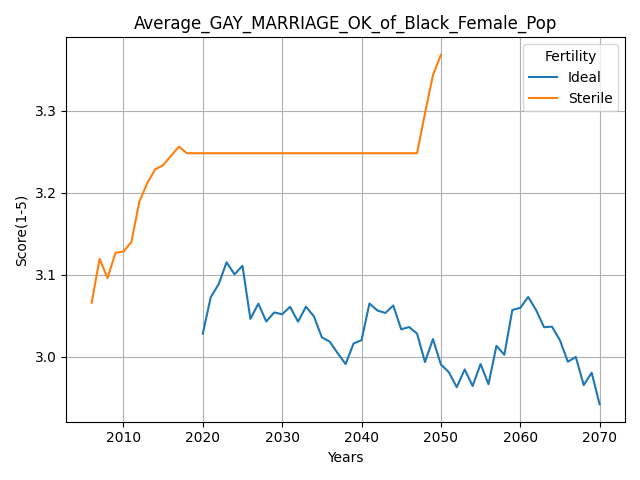 Average_GAY_MARRIAGE_OK_of_Black_Female_Pop
Fertility
Ideal
Sterile
Score(1-5)
3.3
3.2
3.1
3.0
2010 2020 2030 2040 2050 2060 2070
Years